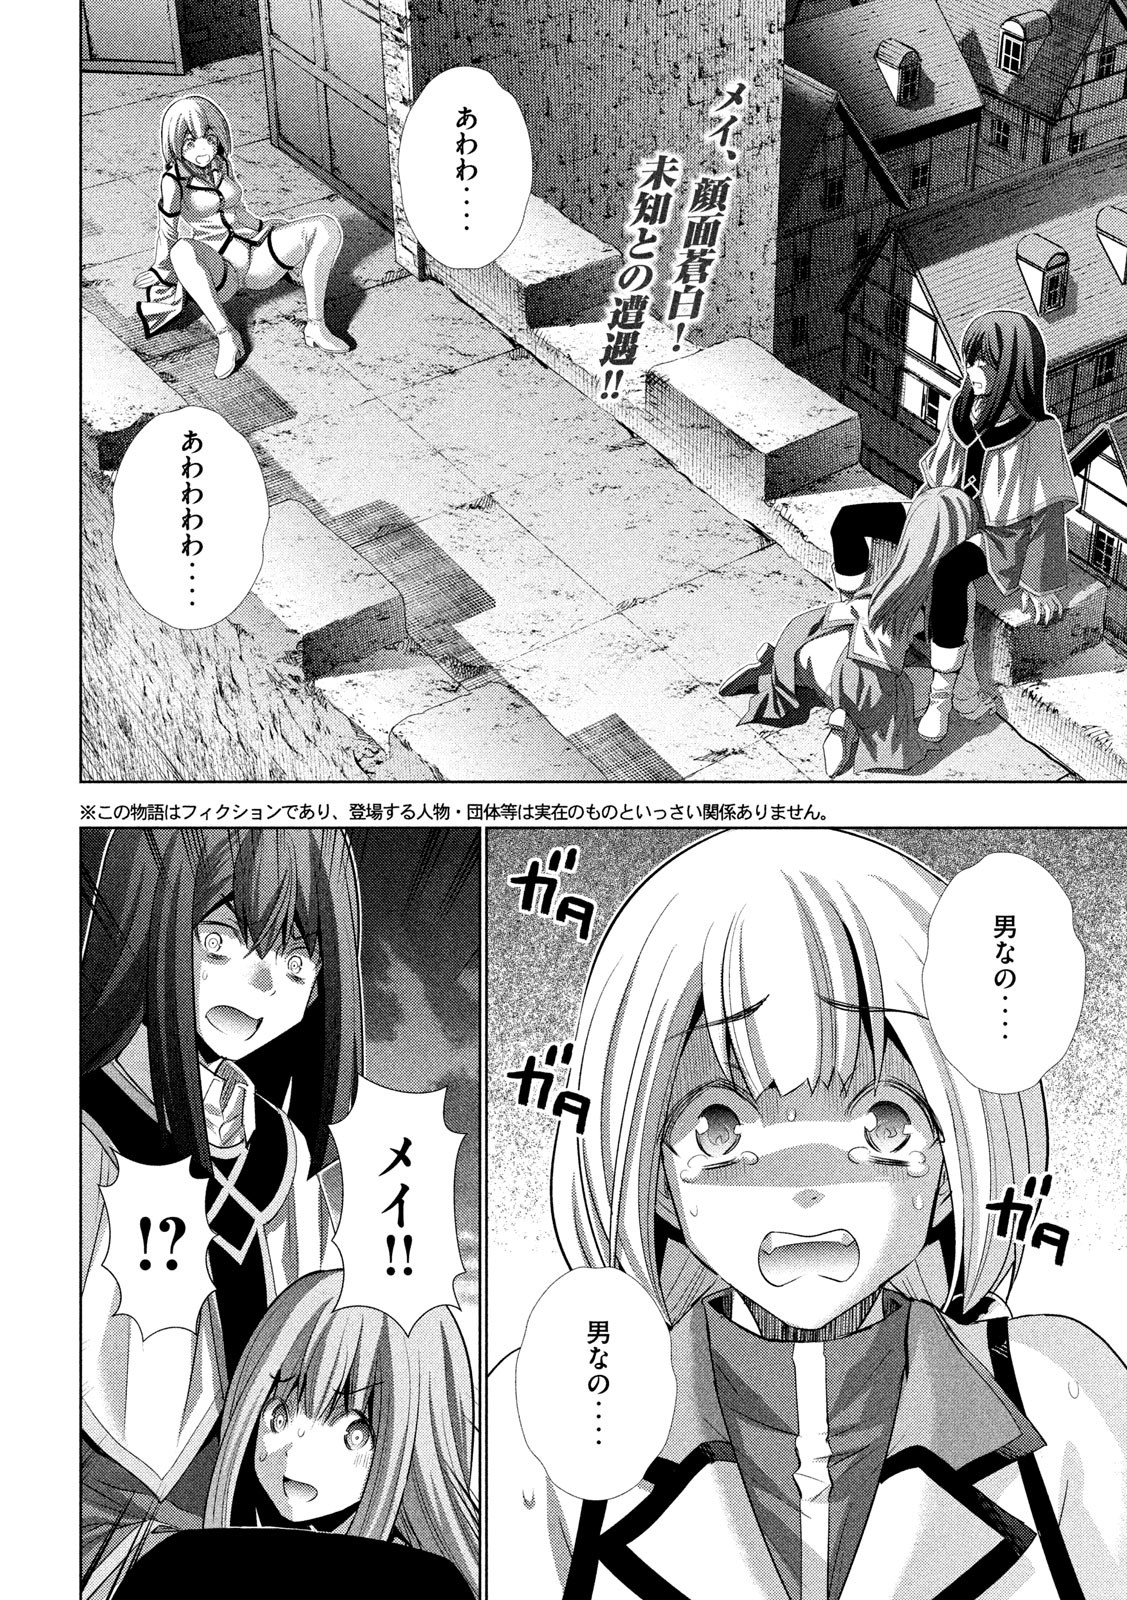 メイ、顔面蒼白！
未知との遭遇!!
あわわ‥‥
あわわわわ‥‥
※この物語はフィクションであり、登場する人物・団体等は実在のものといっさい関係ありません。
男なの‥‥
ガタ
ガタ
ガタ
男なの‥‥
メイ!!
!?